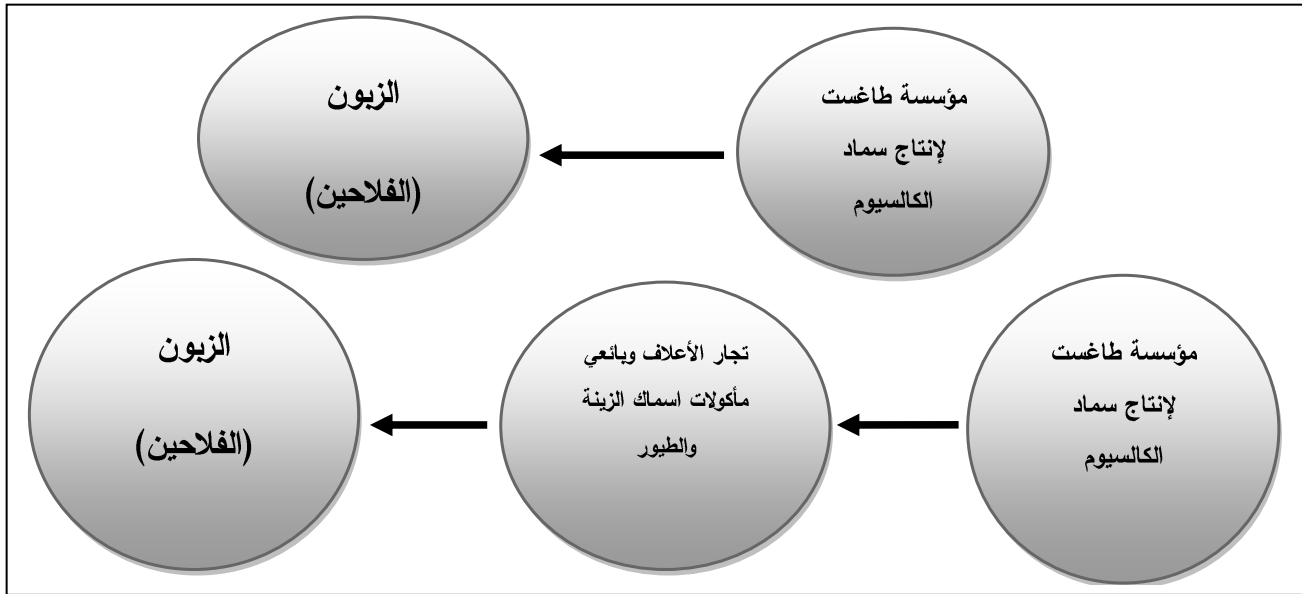 مؤسسة طاغست
لإنتاج سماد
الكالسيوم
الزبون
(الفلاحين)
مؤسسة طاغست
لإنتاج سماد
الكالسيوم
تجار الأعلاف وبائعي
مأكولات اسماك الزينة
والطيور
الزبون
(الفلاحين)